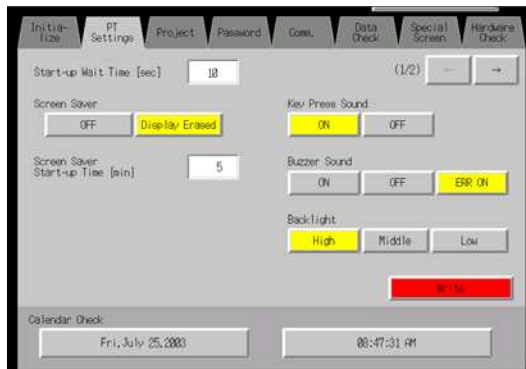 Initia-
lize
PT
Settings
Project
Password
Comm.
Data
Check
Special
Screen
Hardware
Check
Start-up Wait Time [sec]
10
(1/2)
←
→
Screen Saver
OFF
Display Erased
Key Press Sound
ON
OFF
Screen Saver
Start-up Time [min]
5
Buzzer Sound
ON
OFF
ERR ON
Backlight
High
Middle
Low
Write
Calendar Check
Fri,July 25,2003
08:47:31 AM